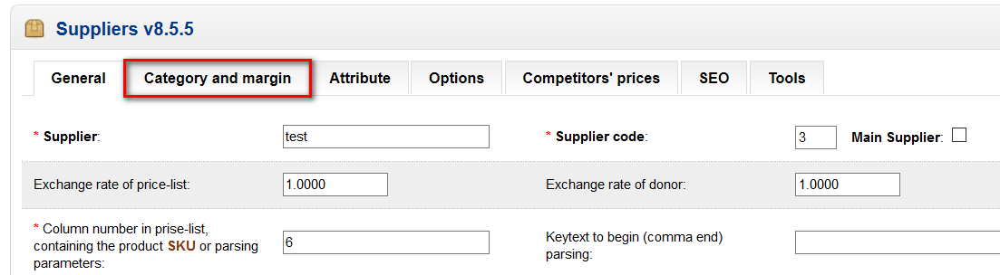 Suppliers v8.5.5
General Category and margin Attribute Options Competitors' prices SEO Tools
* Supplier: test * Supplier code: 3 Main Supplier:
Exchange rate of price-list: 1.0000 Exchange rate of donor: 1.0000
* Column number in prise-list,
containing the product SKU or parsing
parameters:
6
Keytext to begin (comma end)
parsing: